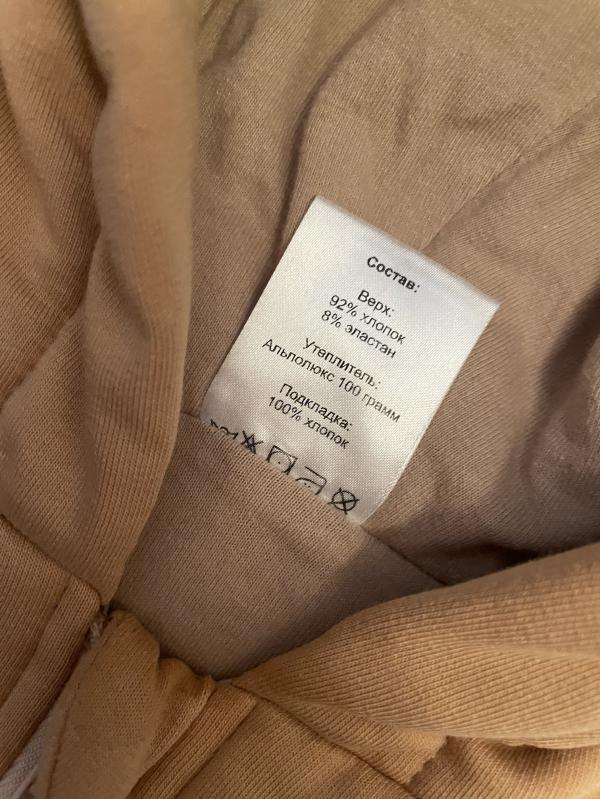 Состав:
Верх:
92% хлопок
8% эластан
Утеплитель:
Альполюкс 100 грамм
Подкладка:
100% хлопок